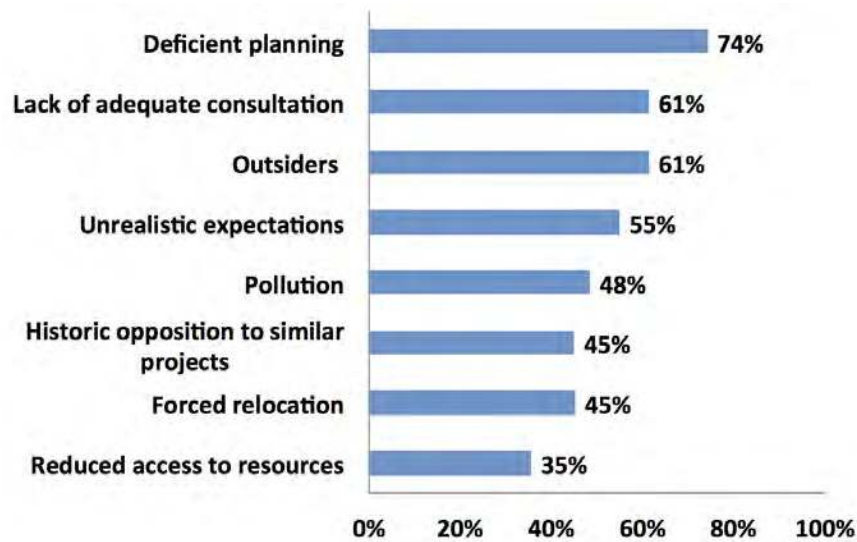 Deficient planning 74%
Lack of adequate consultation 61%
Outsiders 61%
Unrealistic expectations 55%
Pollution 48%
Historic opposition to similar
projects 45%
Forced relocation 45%
Reduced access to resources 35%
0% 20% 40% 60% 80% 100%